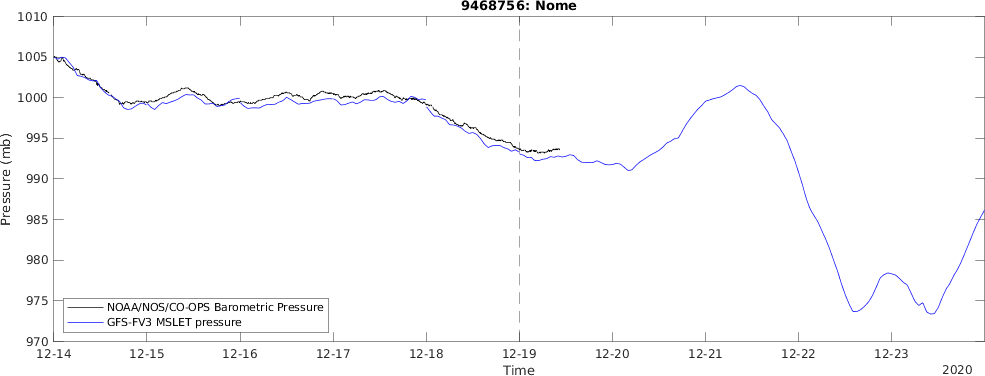 9468756: Nome
1010
1005
1000
995
990
985
980
975
970
Pressure (mb)
NOAA/NOS/CO-OPS Barometric Pressure
GFS-FV3 MSLET pressure
12-14 12-15 12-16 12-17 12-18 12-19 12-20 12-21 12-22 12-23
Time
2020